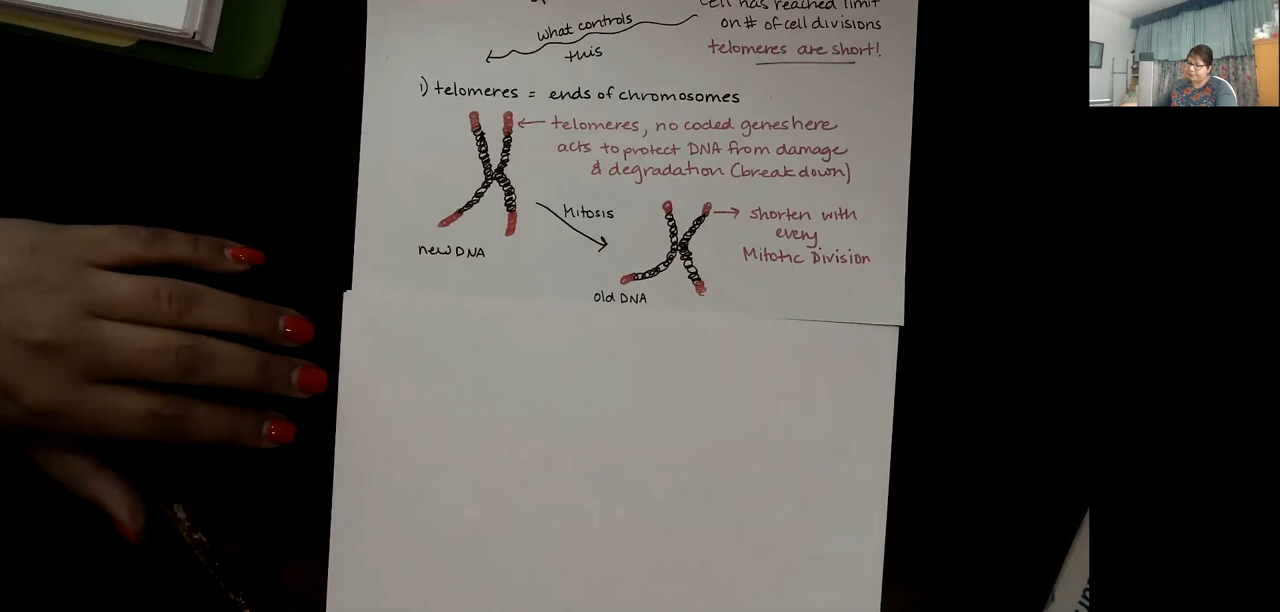 cell has reached limit
what controls
on # of cell divisions
this
telomeres are short!
1) telomeres = ends of chromosomes
← telomeres, no coded genes here
acts to protect DNA from damage
& degradation (break down)
Mitosis
→ shorten with
every
Mitotic Division
new DNA
old DNA